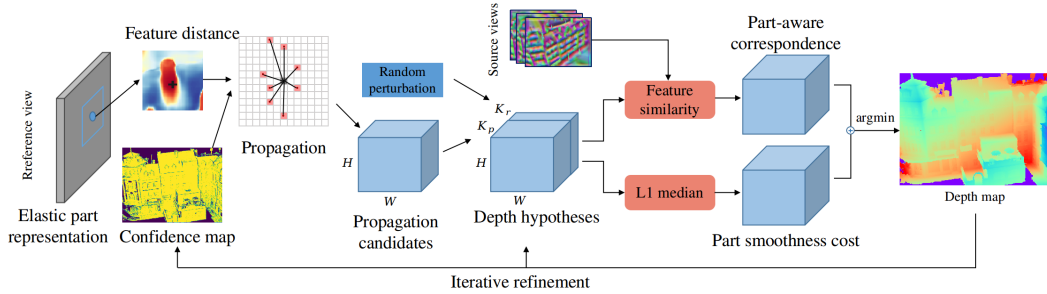 Reference view
Elastic part
representation
Feature distance
Confidence map
Propagation
Random
perturbation
H
W
Propagation
candidates
K_r
K_p
H
W
Depth hypotheses
Source views
Feature
similarity
L1 median
Part-aware
correspondence
Part smoothness cost
argmin
Depth map
Iterative refinement